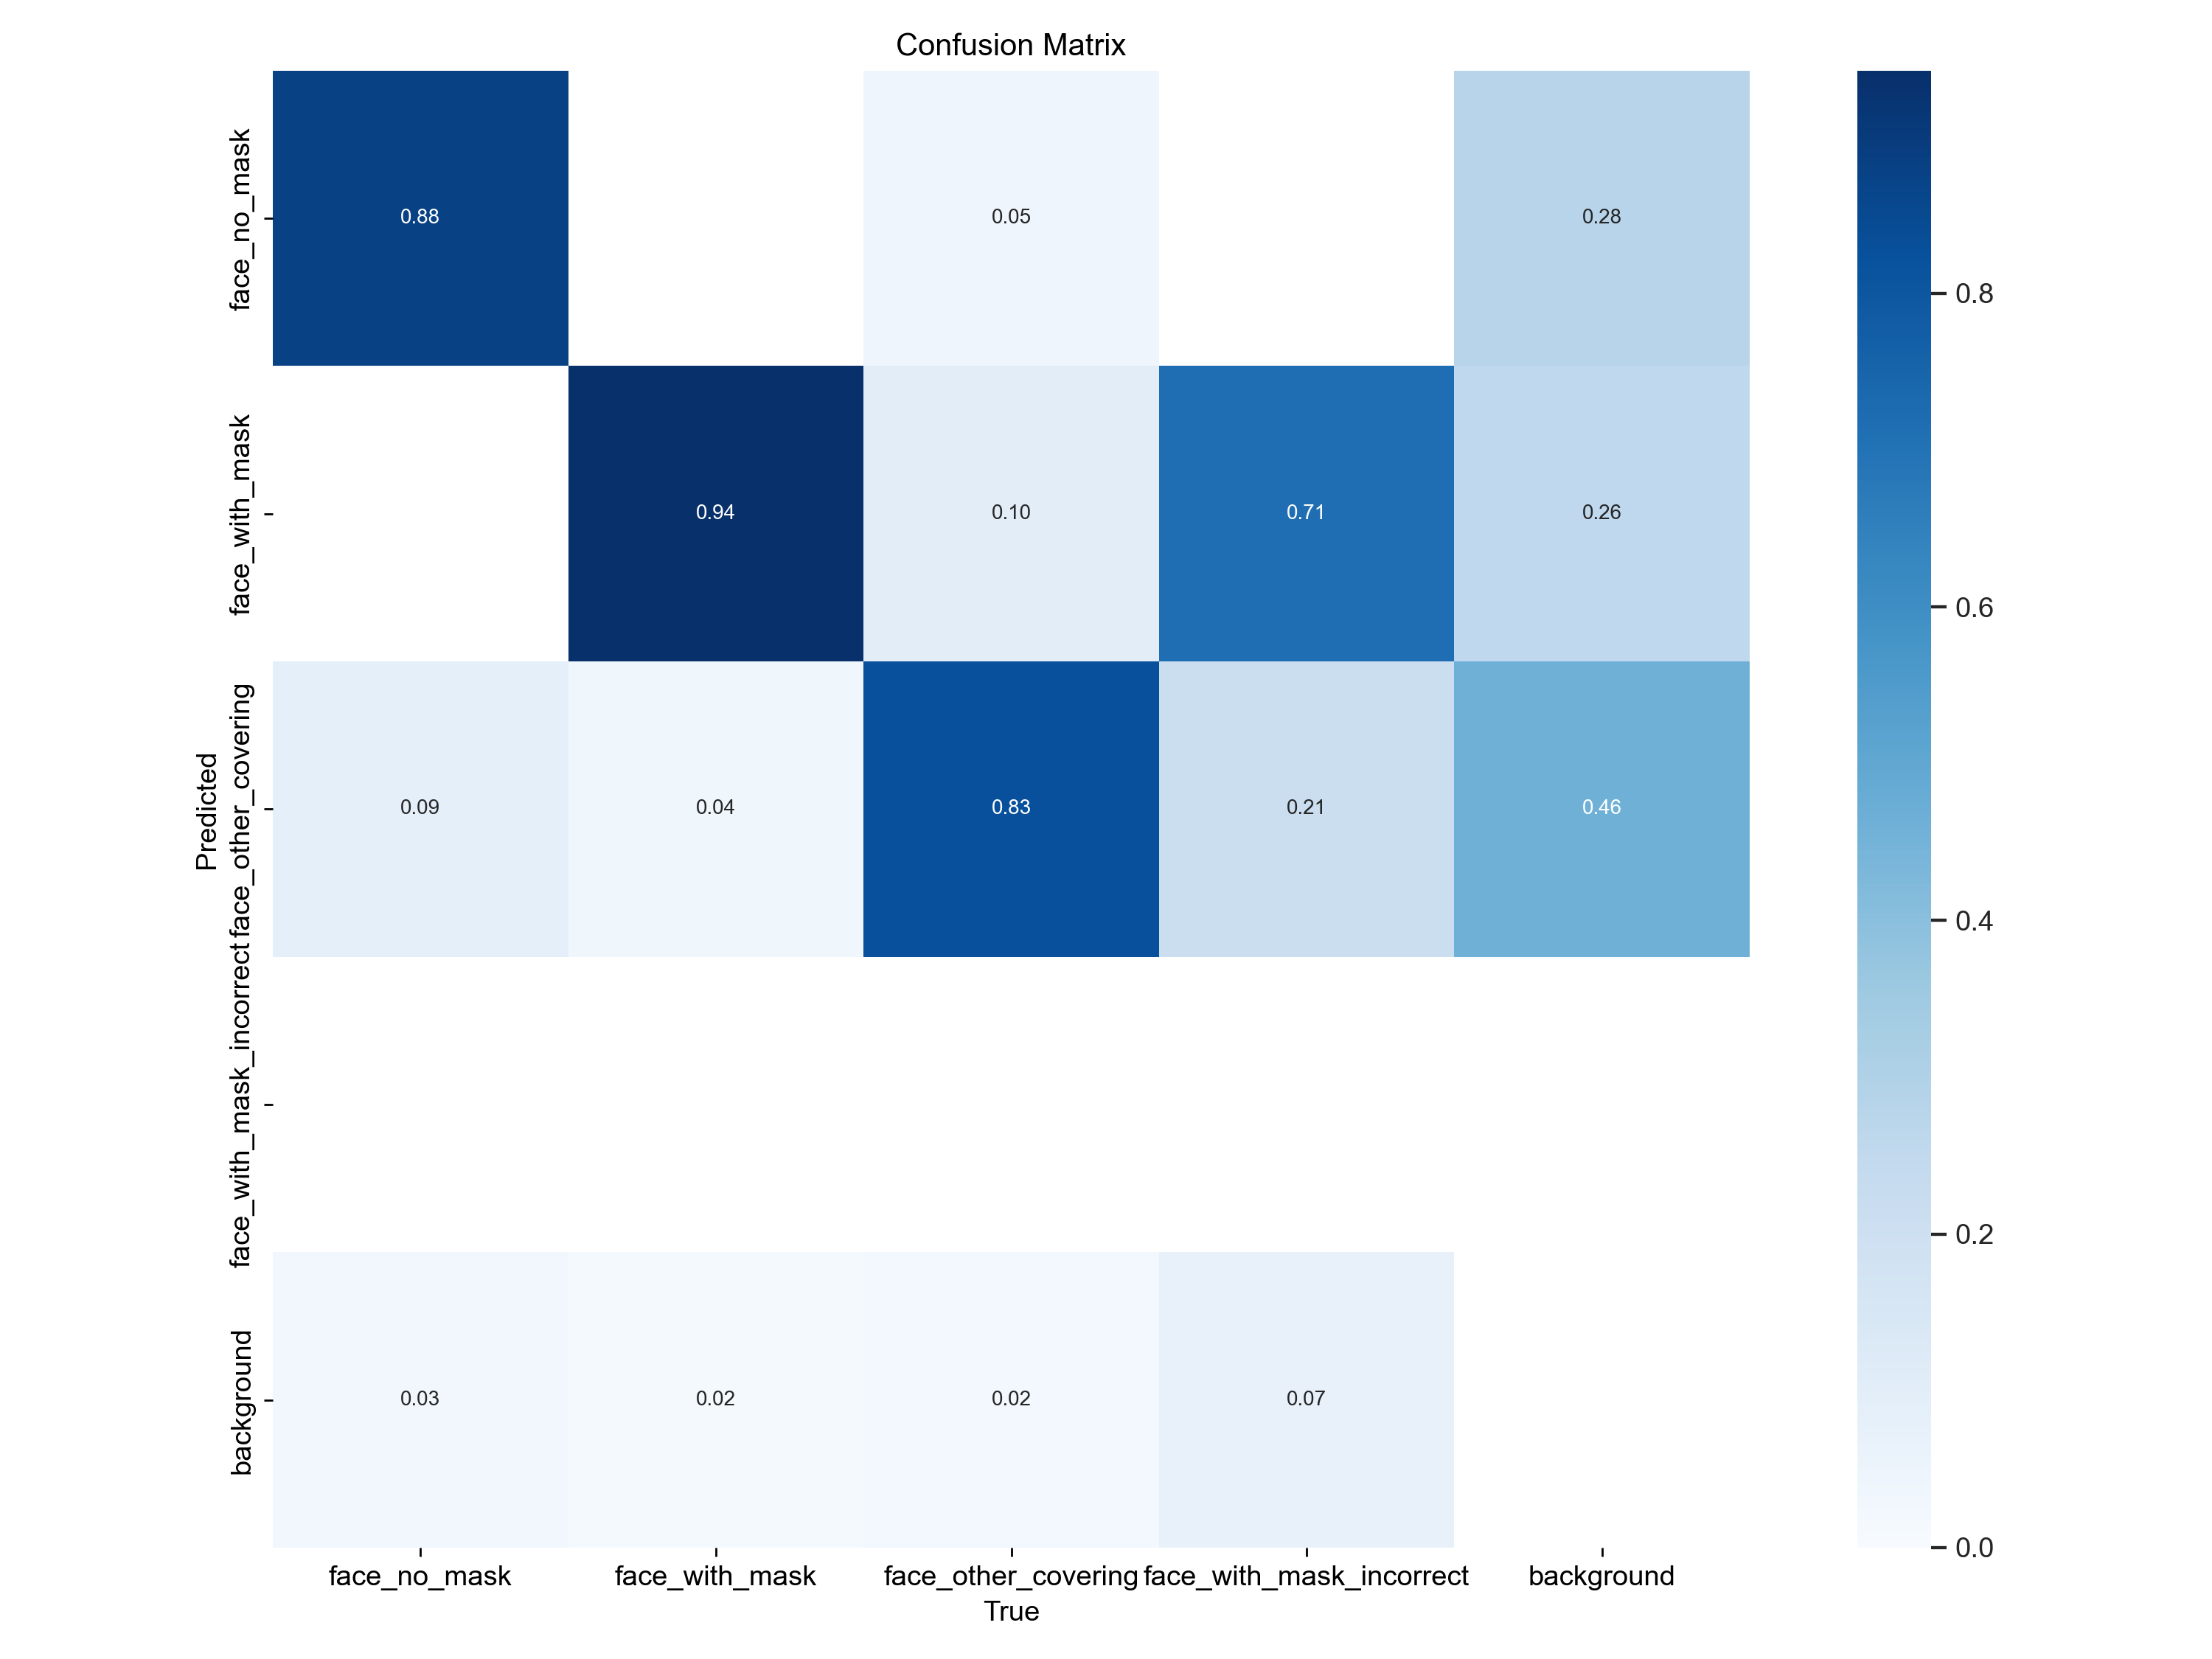 Confusion Matrix
face_no_mask
0.88
0.05
0.28
face_with_mask
0.94
0.10
0.71
0.26
Predicted
face_other_covering
0.09
0.04
0.83
0.21
0.46
face_with_mask_incorrect
background
0.03
0.02
0.02
0.07
face_no_mask
face_with_mask
face_other_covering
face_with_mask_incorrect
background
True
0.8
0.6
0.4
0.2
0.0